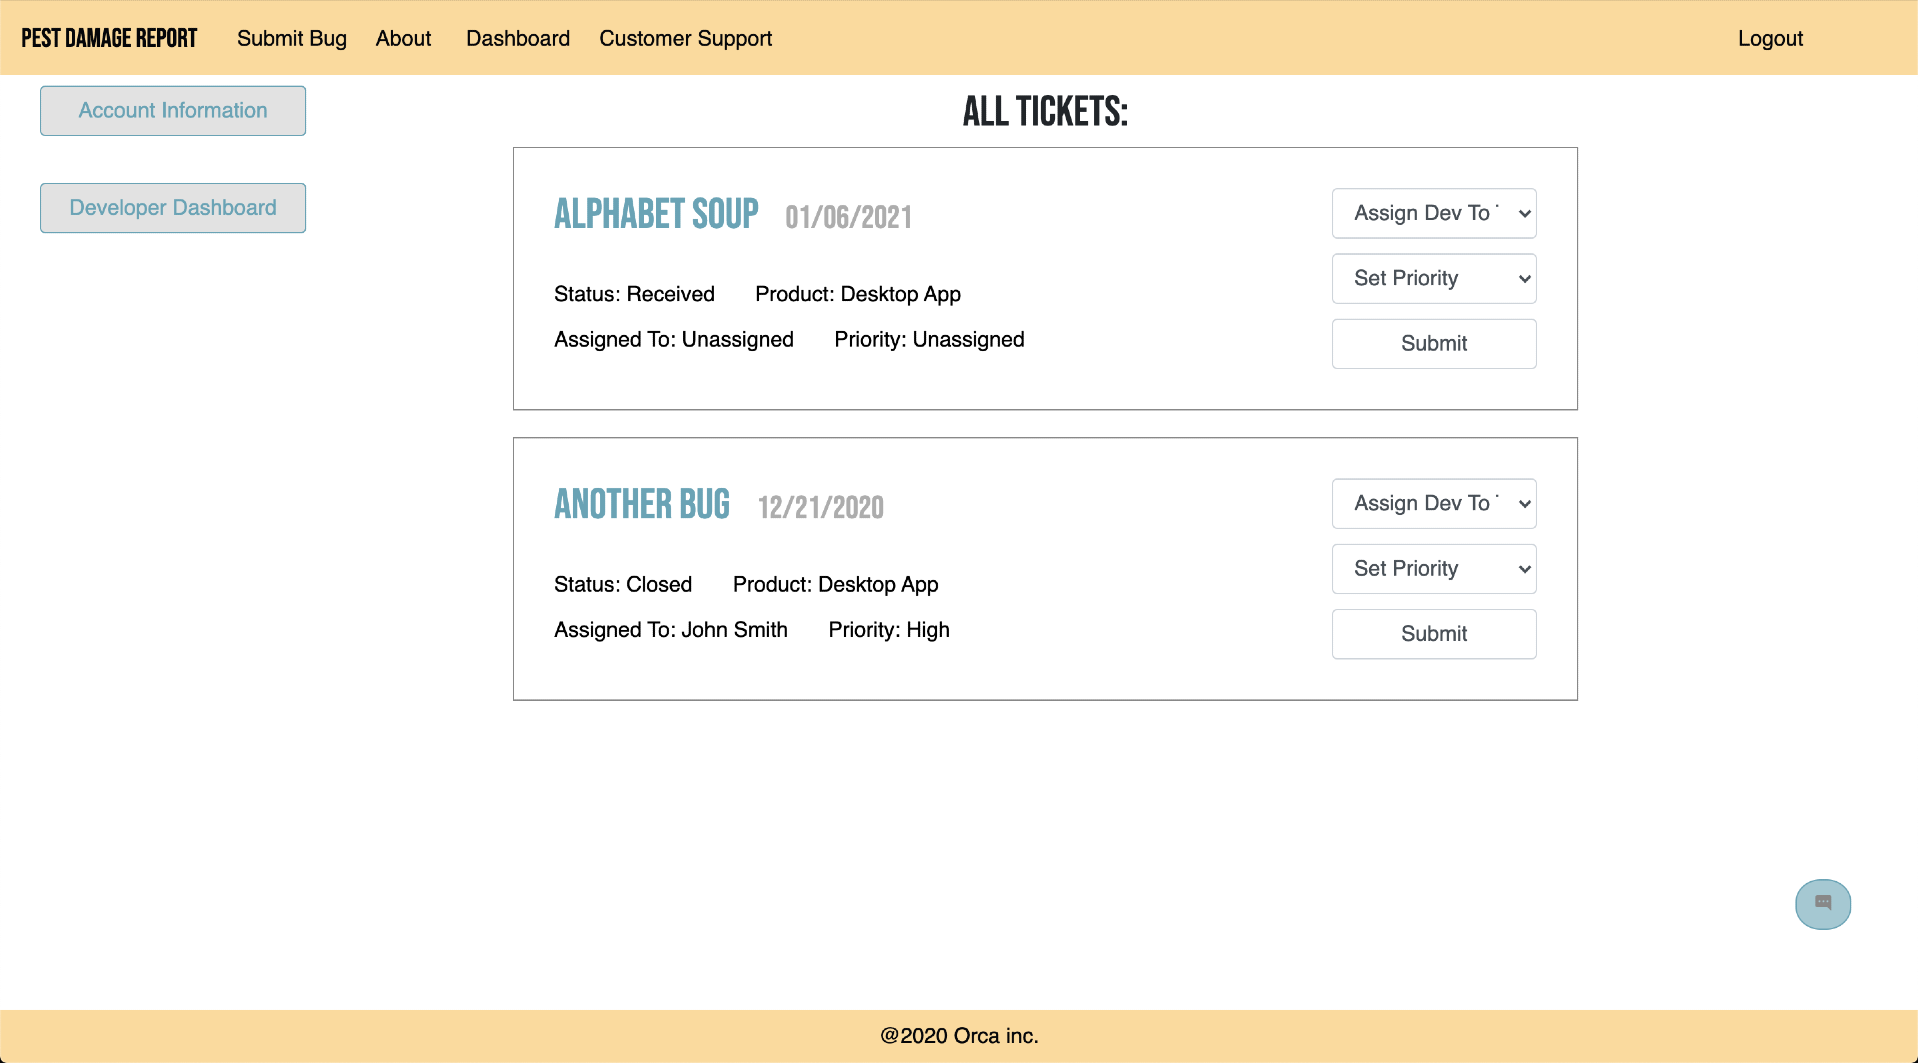 PEST DAMAGE REPORT Submit Bug About Dashboard Customer Support Logout
Account Information
Developer Dashboard
ALL TICKETS:
ALPHABET SOUP 01/06/2021
Status: Received Product: Desktop App
Assigned To: Unassigned Priority: Unassigned
Assign Dev To
Set Priority
Submit
ANOTHER BUG 12/21/2020
Status: Closed Product: Desktop App
Assigned To: John Smith Priority: High
Assign Dev To
Set Priority
Submit
@2020 Orca inc.